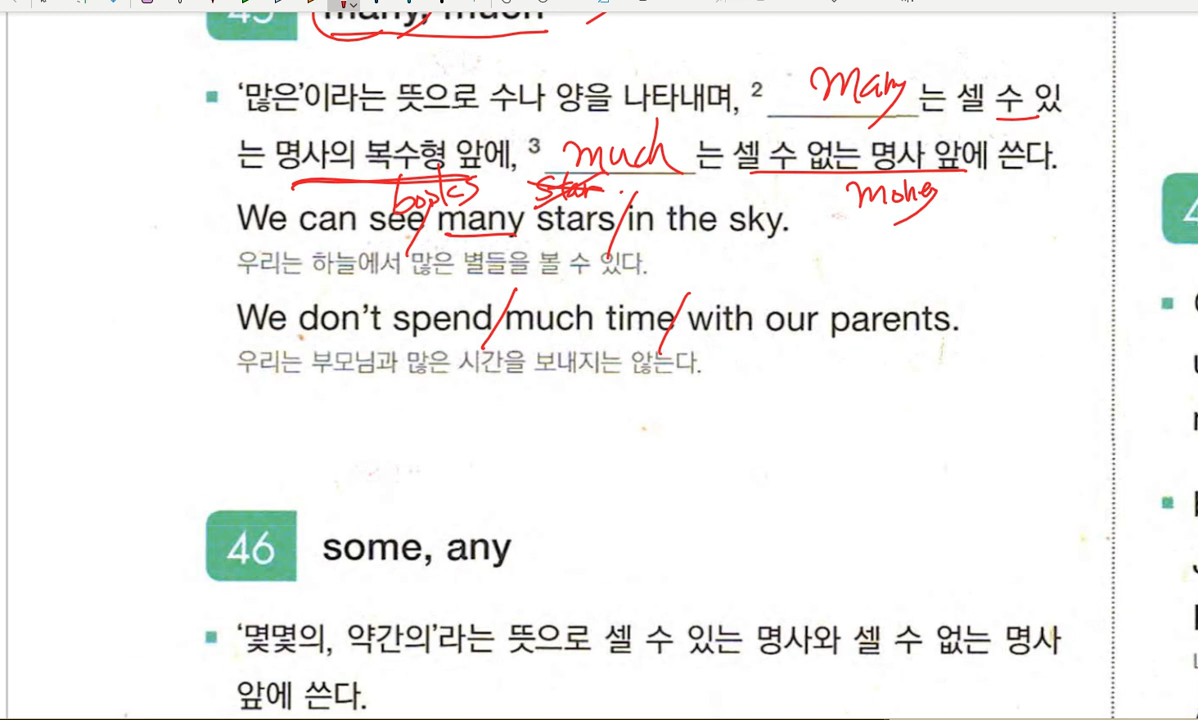 45 many, much
'많은'이라는 뜻으로 수나 양을 나타내며, ² many 는 셀 수 있
는 명사의 복수형 앞에, ³ much 는 셀 수 없는 명사 앞에 쓴다.
books star money
We can see many stars in the sky.
우리는 하늘에서 많은 별들을 볼 수 있다.
We don't spend much time with our parents.
우리는 부모님과 많은 시간을 보내지는 않는다.
46 some, any
'몇몇의, 약간의'라는 뜻으로 셀 수 있는 명사와 셀 수 없는 명사
앞에 쓴다.